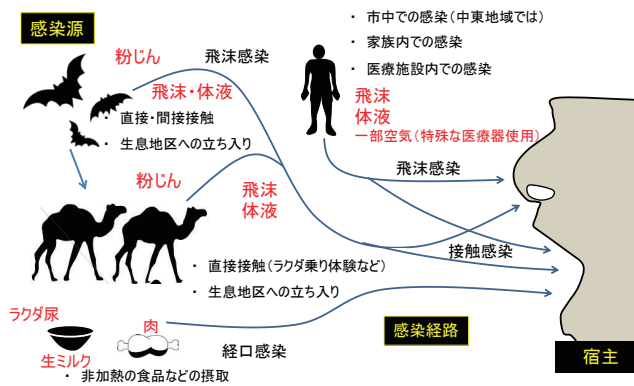 感染源
粉じん
飛沫感染
飛沫・体液
・ 直接・間接接触
・ 生息地区への立ち入り
・ 市中での感染(中東地域では)
・ 家族内での感染
・ 医療施設内での感染
飛沫
体液
一部空気(特殊な医療器使用)
飛沫感染
粉じん
飛沫
体液
接触感染
・ 直接接触(ラクダ乗り体験など)
・ 生息地区への立ち入り
ラクダ尿
肉
生ミルク
経口感染
・ 非加熱の食品などの摂取
感染経路
宿主